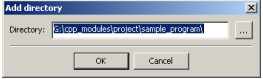 Add directory
Directory: G:\cpp_modules\project\sample_program\ ...
OK Cancel